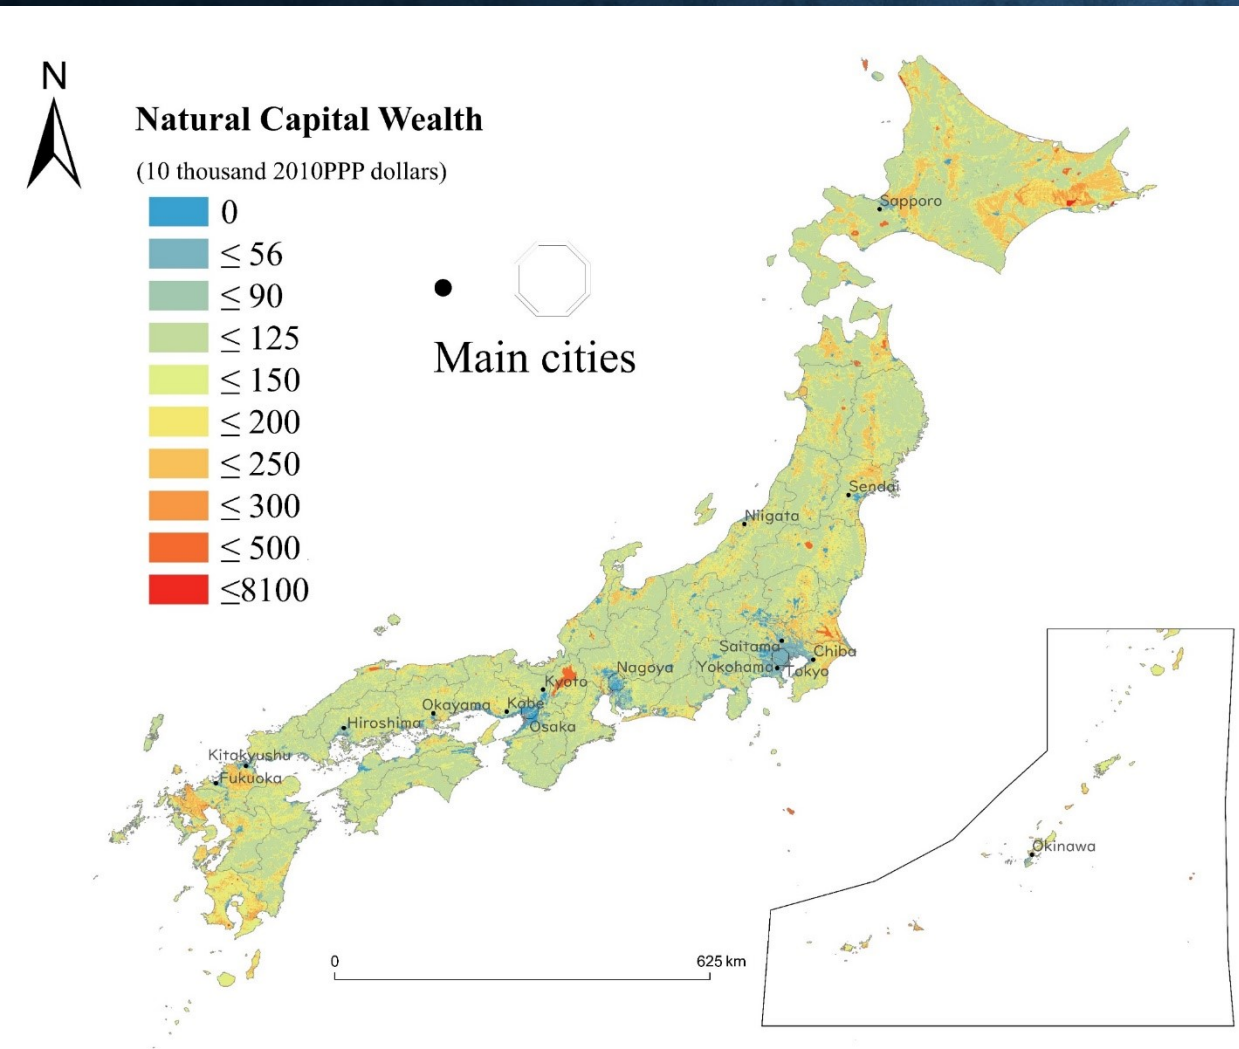 N
Natural Capital Wealth
(10 thousand 2010PPP dollars)
0
≤ 56
≤ 90
≤ 125
≤ 150
≤ 200
≤ 250
≤ 300
≤ 500
≤8100
Main cities
Sapporo
Sendai
Niigata
Saitama
Chiba
Yokohama
Tokyo
Nagoya
Kyoto
Okayama
Kobe
Osaka
Hiroshima
Kitakyushu
Fukuoka
Okinawa
0
625 km